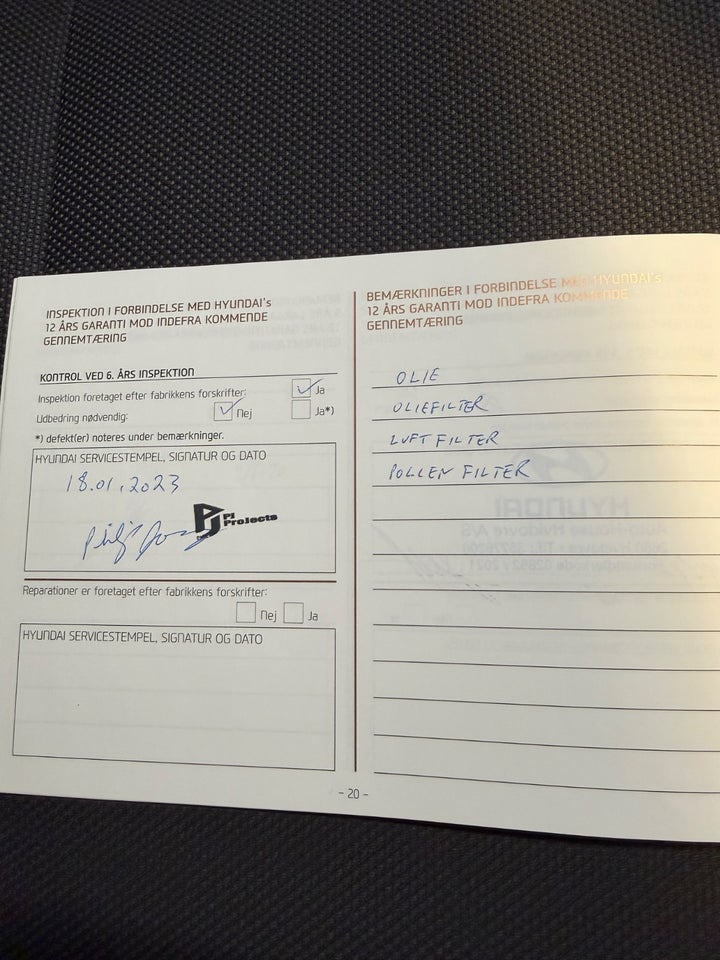 INSPEKTION I FORBINDELSE MED HYUNDAI's
12 ÅRS GARANTI MOD INDEFRA KOMMENDE
GENNEMTÆRING
KONTROL VED 6. ÅRS INSPEKTION
Inspektion foretaget efter fabrikkens forskrifter: Ja
Udbedring nødvendig: Nej Ja*)
*) defekt(er) noteres under bemærkninger.
HYUNDAI SERVICESTEMPEL, SIGNATUR OG DATO
18.01.2023
PJ
PI
Projects
Reparationer er foretaget efter fabrikkens forskrifter:
Nej Ja
HYUNDAI SERVICESTEMPEL, SIGNATUR OG DATO
BEMÆRKNINGER I FORBINDELSE MED HYUNDAI's
12 ÅRS GARANTI MOD INDEFRA KOMMENDE
GENNEMTÆRING
OLIE
OLIEFILTER
LUFT FILTER
POLLEN FILTER
- 20 -